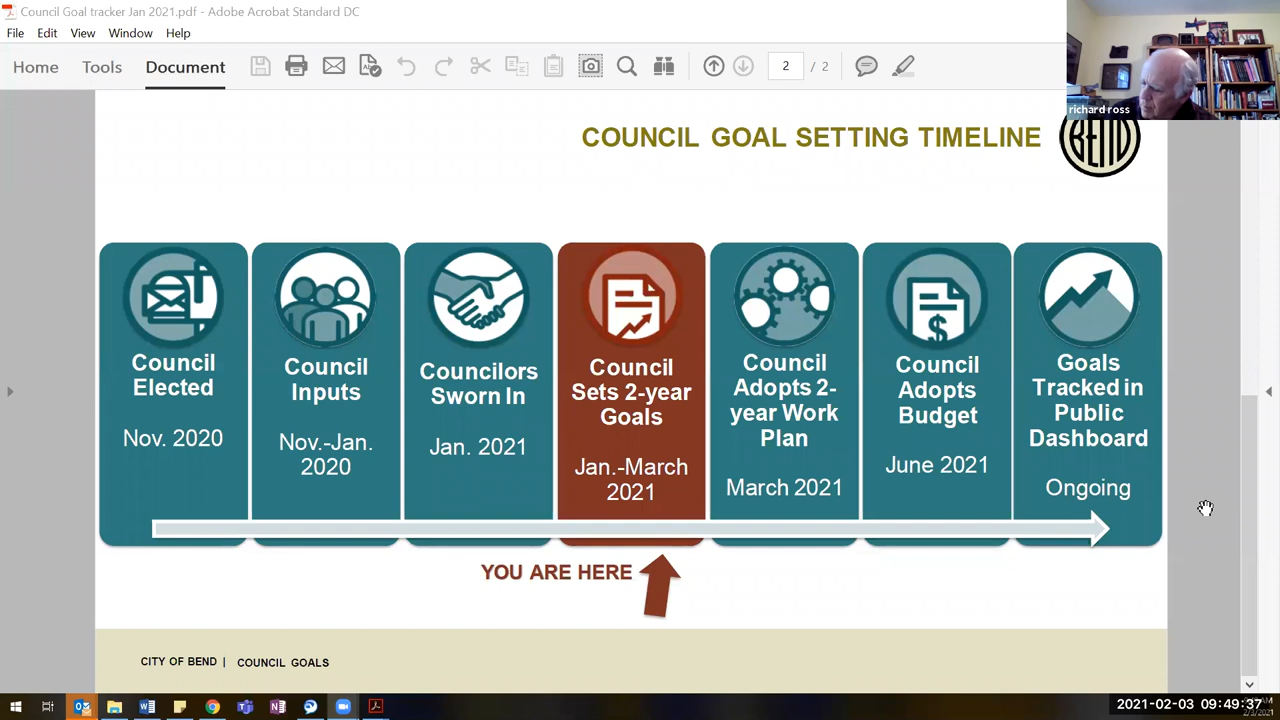 Council Goal tracker Jan 2021.pdf - Adobe Acrobat Standard DC
File Edit View Window Help
Home Tools Document 2 / 2
richard ross
COUNCIL GOAL SETTING TIMELINE
BEND
Council
Elected
Nov. 2020
Council
Inputs
Nov.-Jan.
2020
Councilors
Sworn In
Jan. 2021
Council
Sets 2-year
Goals
Jan.-March
2021
Council
Adopts 2-
year Work
Plan
March 2021
$
Council
Adopts
Budget
June 2021
Goals
Tracked in
Public
Dashboard
Ongoing
YOU ARE HERE
CITY OF BEND | COUNCIL GOALS
2021-02-03 09:49:37